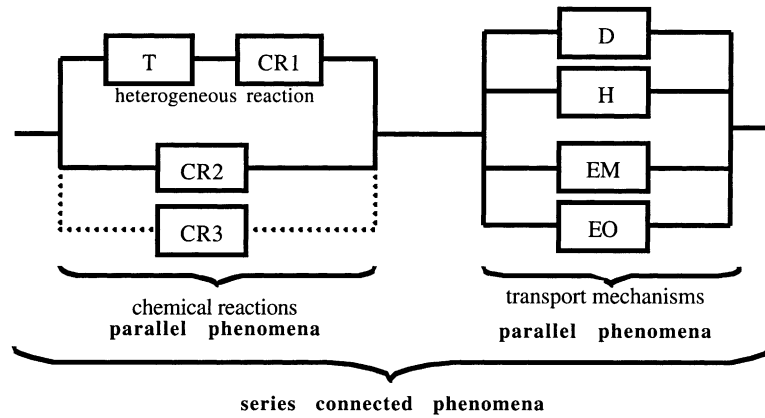 T CR1 D
heterogeneous reaction
H
CR2 EM
CR3 EO
chemical reactions transport mechanisms
parallel phenomena parallel phenomena
series connected phenomena